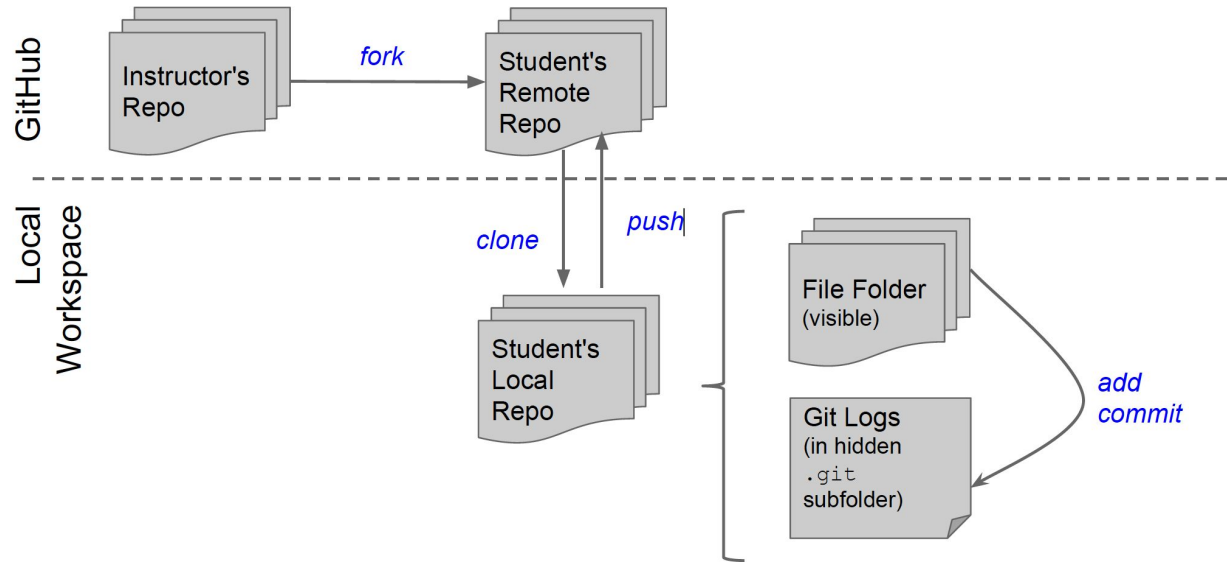 GitHub
Instructor's
Repo
fork
Student's
Remote
Repo
Local
Workspace
clone
push
Student's
Local
Repo
File Folder
(visible)
Git Logs
(in hidden
.git
subfolder)
add
commit